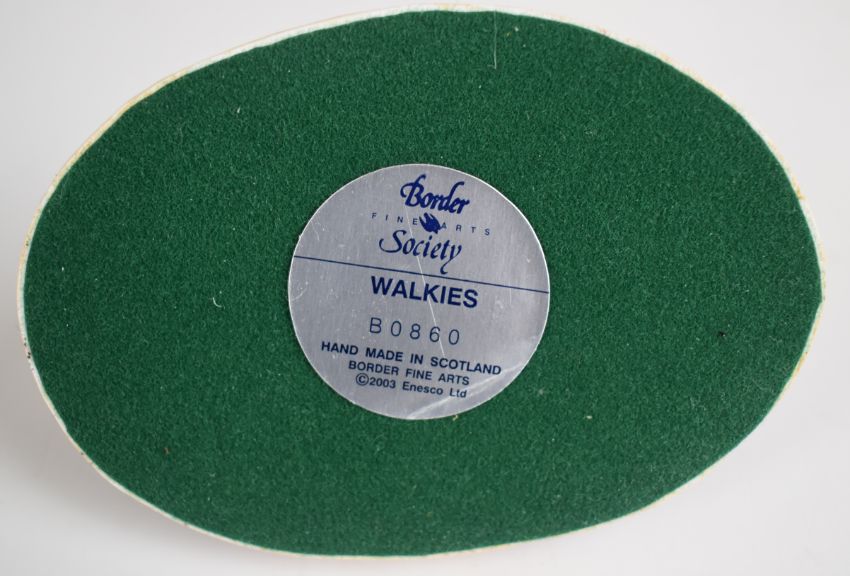 Border
FINE ARTS
Society
WALKIES
B0860
HAND MADE IN SCOTLAND
BORDER FINE ARTS
©2003 Enesco Ltd